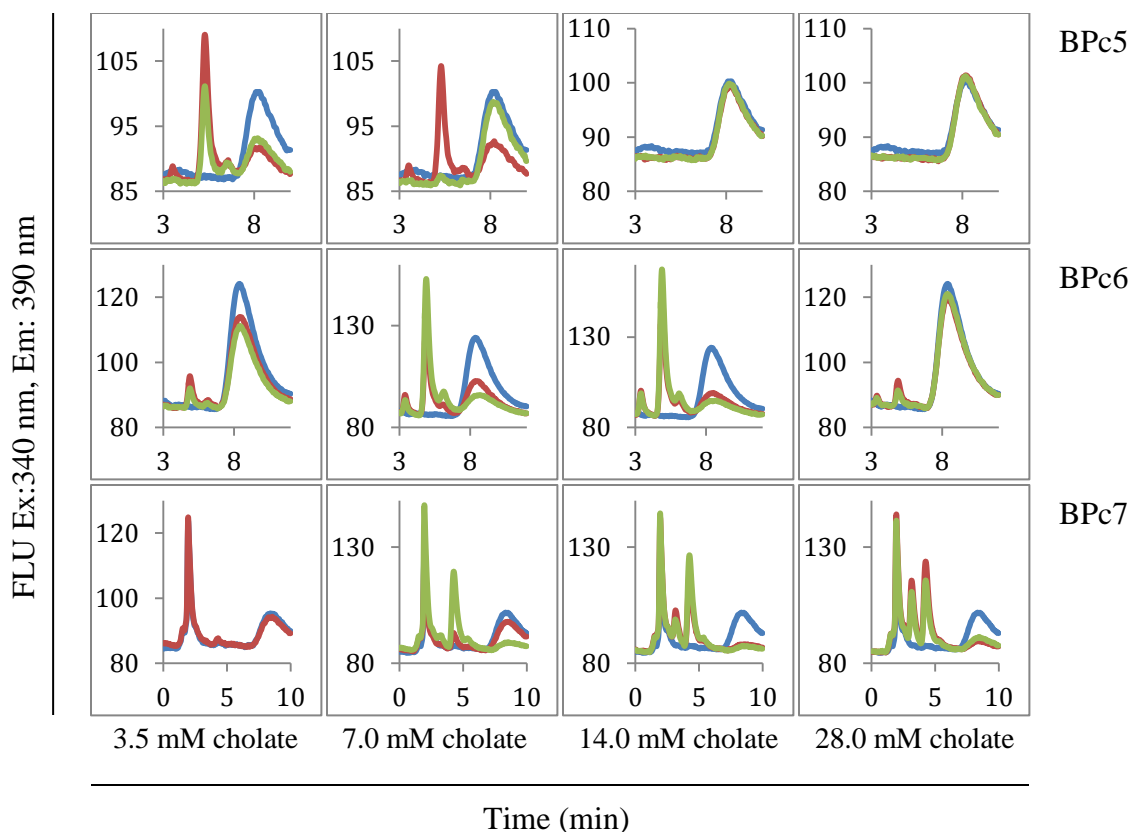 FLU Ex:340 nm, Em: 390 nm
105 95 85 3 8
105 95 85 3 8
110 100 90 80 3 8
110 100 90 80 3 8
BPc5
120 100 80 3 8
130 80 3 8
130 80 3 8
120 100 80 3 8
BPc6
120 100 80 0 5 10
130 80 0 5 10
130 80 0 5 10
130 80 0 5 10
BPc7
3.5 mM cholate 7.0 mM cholate 14.0 mM cholate 28.0 mM cholate
Time (min)